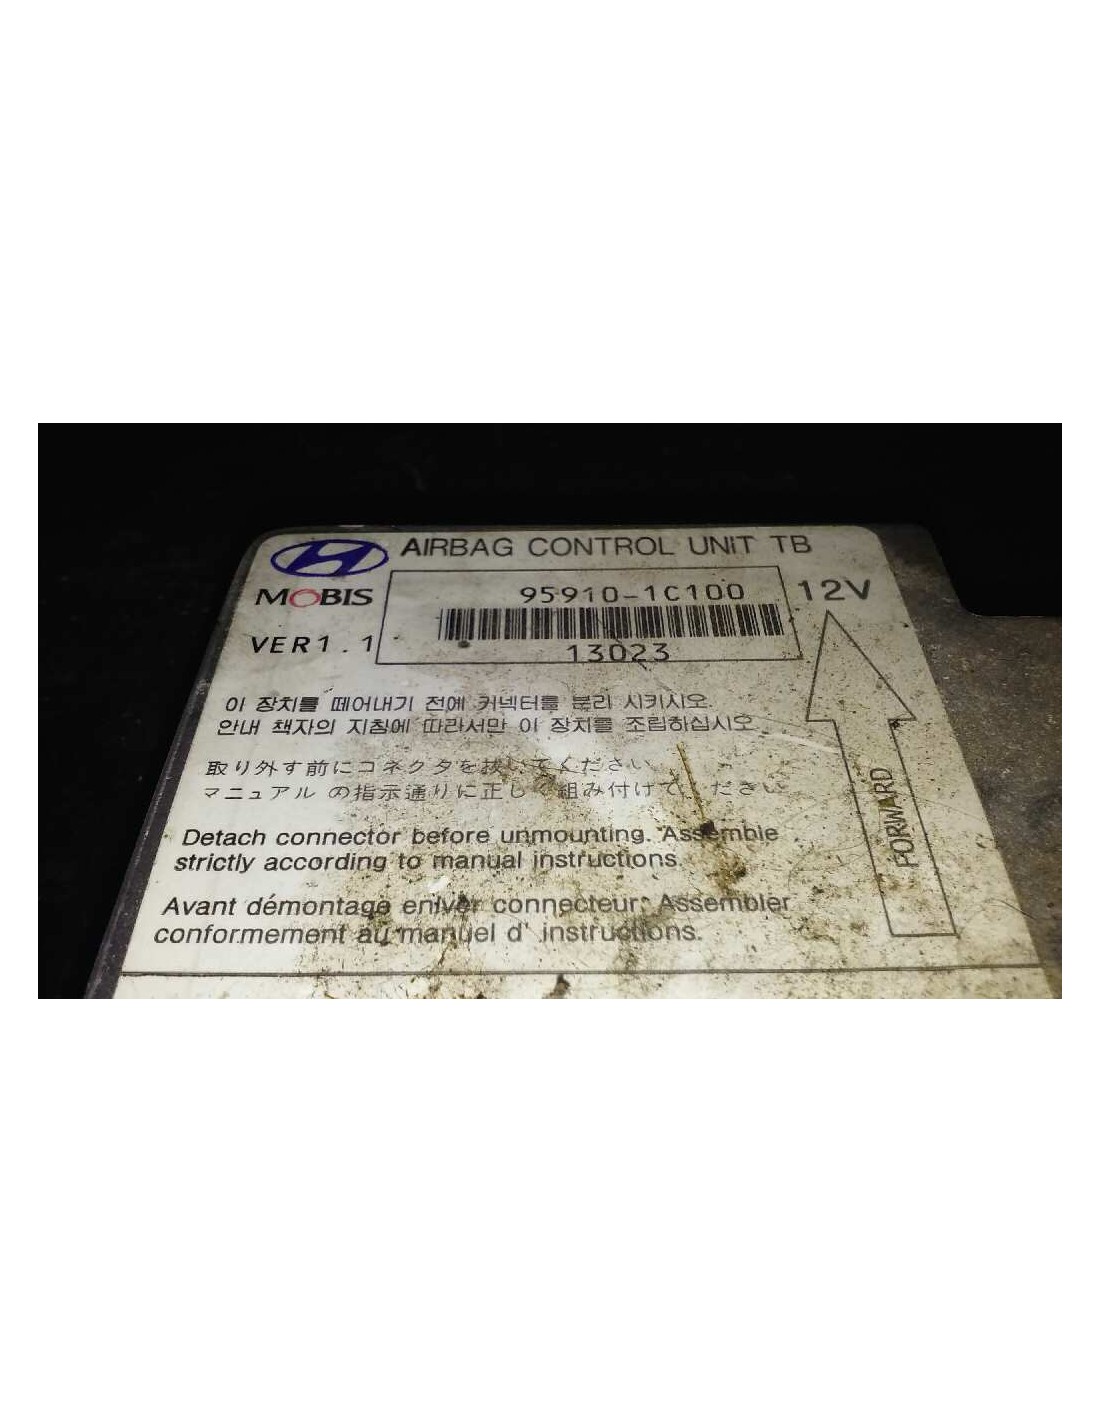 AIRBAG CONTROL UNIT TB
MOBIS
95910-1C100
12V
VER1.1
13023
이 장치를 떼어내기 전에 커넥터를 분리 시키시오.
안내 책자의 지침에 따라서만 이 장치를 조립하십시오.
取り外す前にコネクタを抜いてください。
マニュアル の指示通りに正しく組み付けてください
Detach connector before unmounting. Assemble
strictly according to manual instructions.
Avant démontage enlver connecteur. Assembler
conformement au manuel d' instructions.
FORWARD